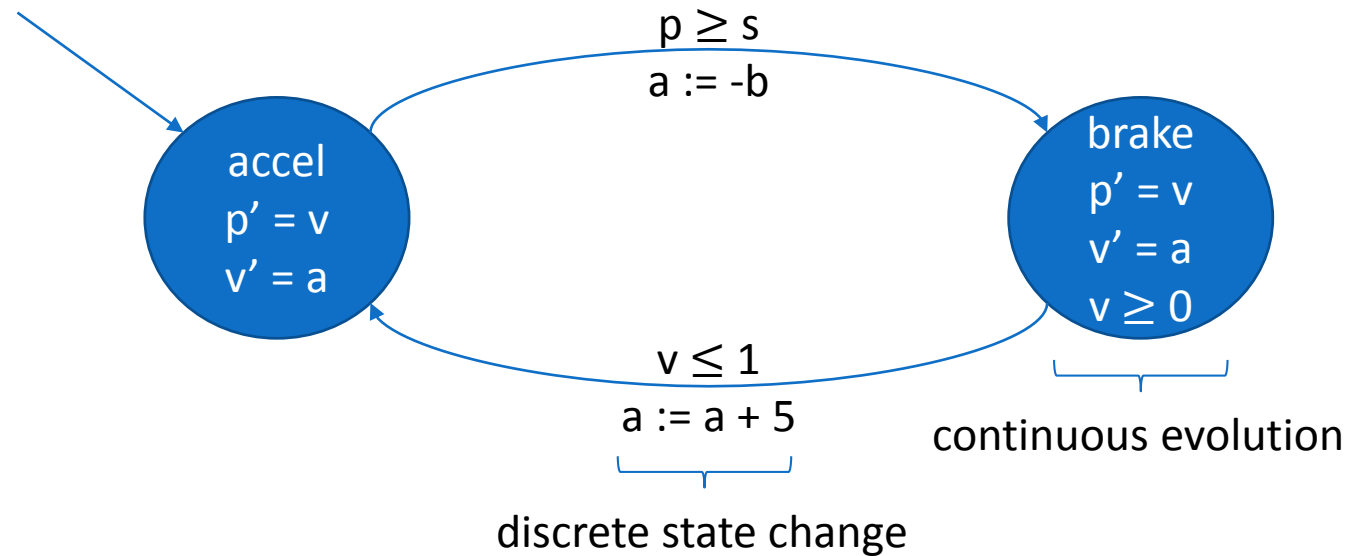 p ≥ s
a := -b
accel
p’ = v
v’ = a
brake
p’ = v
v’ = a
v ≥ 0
v ≤ 1
a := a + 5
continuous evolution
discrete state change